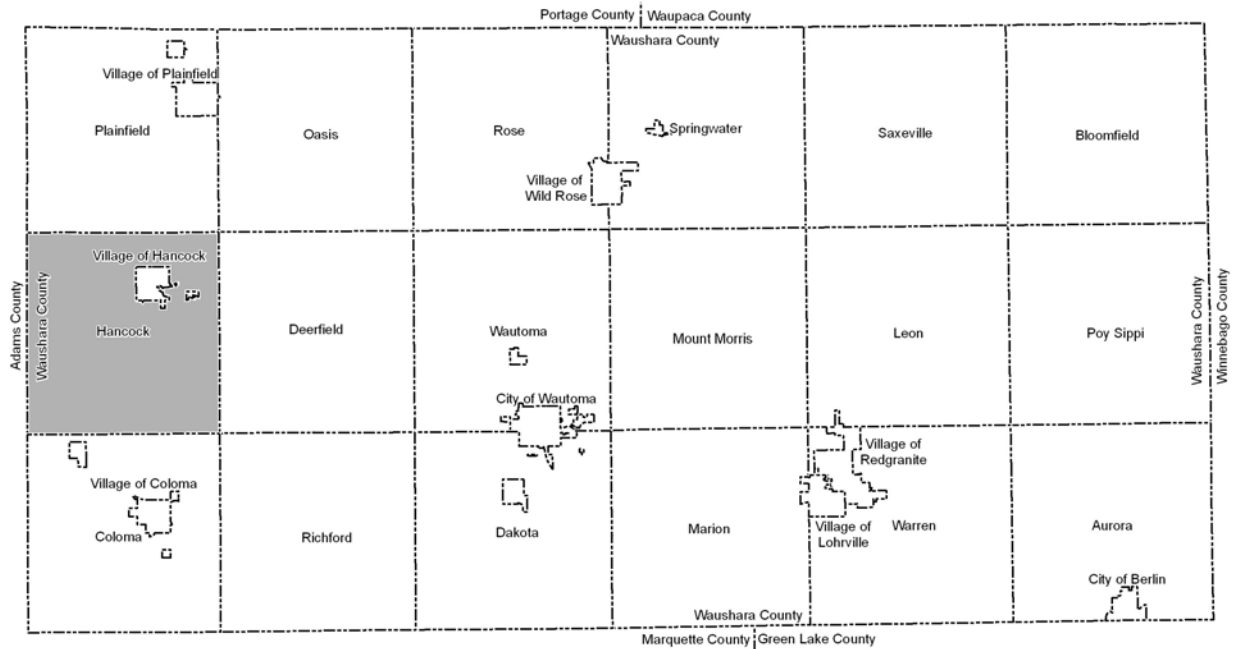 Portage County Waupaca County
Waushara County
Village of Plainfield
Plainfield
Oasis
Rose
Springwater
Saxeville
Bloomfield
Village of
Wild Rose
Adams County
Waushara County
Village of Hancock
Hancock
Deerfield
Wautoma
Mount Morris
Leon
Poy Sippi
Waushara County
Winnebago County
City of Wautoma
Village of
Redgranite
Village of Coloma
Coloma
Richford
Dakota
Marion
Village of
Lohrville
Warren
Aurora
City of Berlin
Waushara County
Marquette County Green Lake County